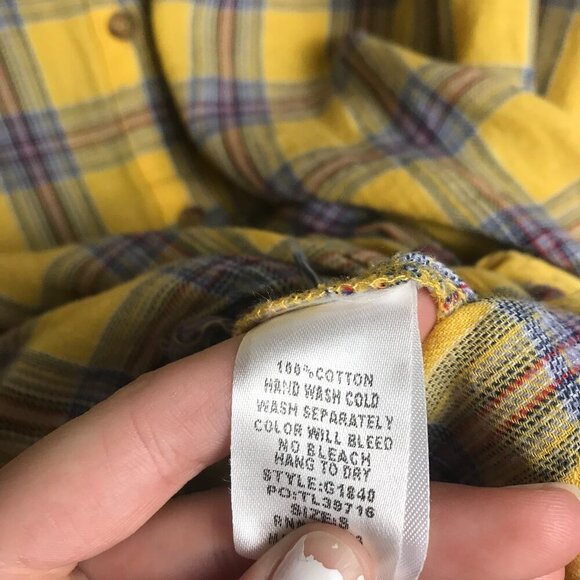 100% COTTON
HAND WASH COLD
WASH SEPARATELY
COLOR WILL BLEED
NO BLEACH
HANG TO DRY
STYLE:G1840
PO:TL39716
SIZE:S